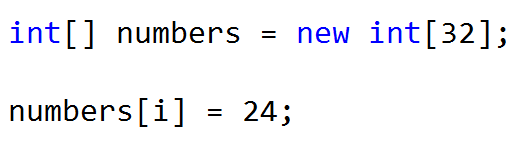 int[] numbers = new int[32];
numbers[i] = 24;